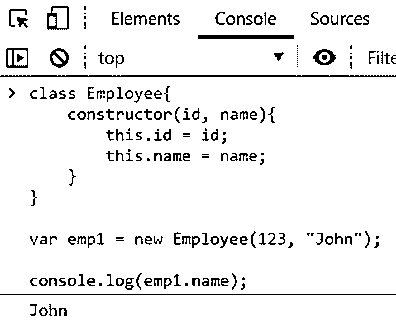 Elements Console Sources
top Filte
> class Employee{
    constructor(id, name){
        this.id = id;
        this.name = name;
    }
}
var emp1 = new Employee(123, "John");
console.log(emp1.name);
John